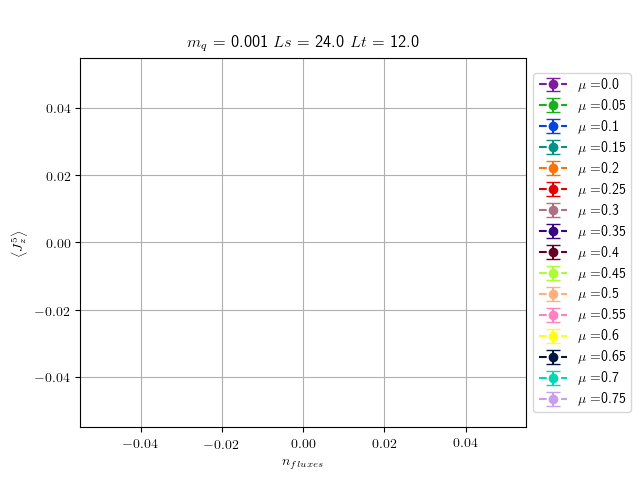 m_q = 0.001 Ls = 24.0 Lt = 12.0
0.04
0.02
0.00
−0.02
−0.04
⟨J_z^5⟩
−0.04 −0.02 0.00 0.02 0.04
n_fluxes
μ =0.0
μ =0.05
μ =0.1
μ =0.15
μ =0.2
μ =0.25
μ =0.3
μ =0.35
μ =0.4
μ =0.45
μ =0.5
μ =0.55
μ =0.6
μ =0.65
μ =0.7
μ =0.75